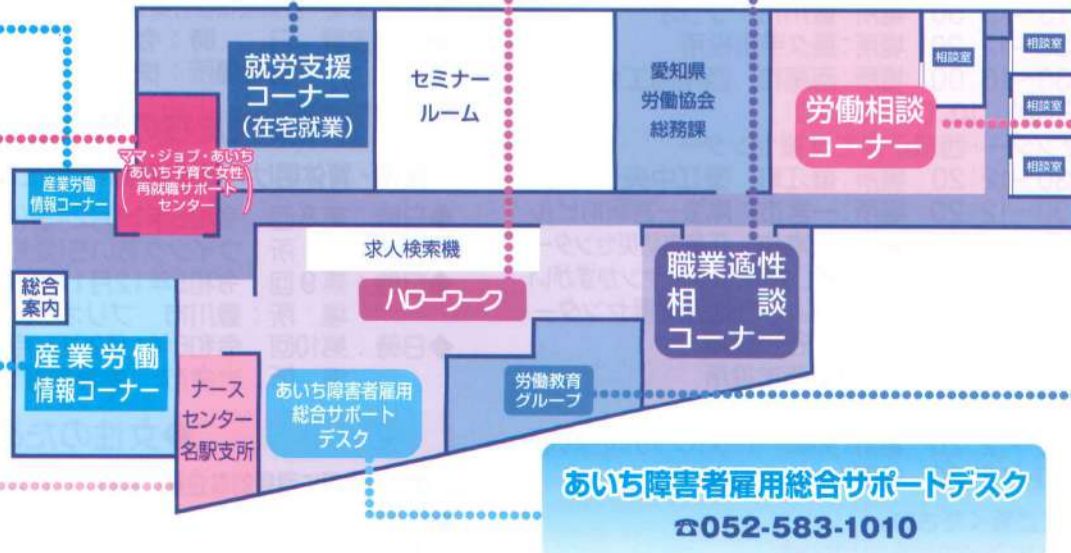 就労支援
コーナー
（在宅就業）
セミナー
ルーム
愛知県
労働協会
総務課
労働相談
コーナー
相談室
相談室
相談室
ママ・ジョブ・あいち
あいち子育て女性
再就職サポート
センター
産業労働
情報コーナー
求人検索機
ハローワーク
職業適性
相談
コーナー
総合
案内
産業労働
情報コーナー
ナース
センター
名駅支所
あいち障害者雇用
総合サポート
デスク
労働教育
グループ
あいち障害者雇用総合サポートデスク
☎052-583-1010